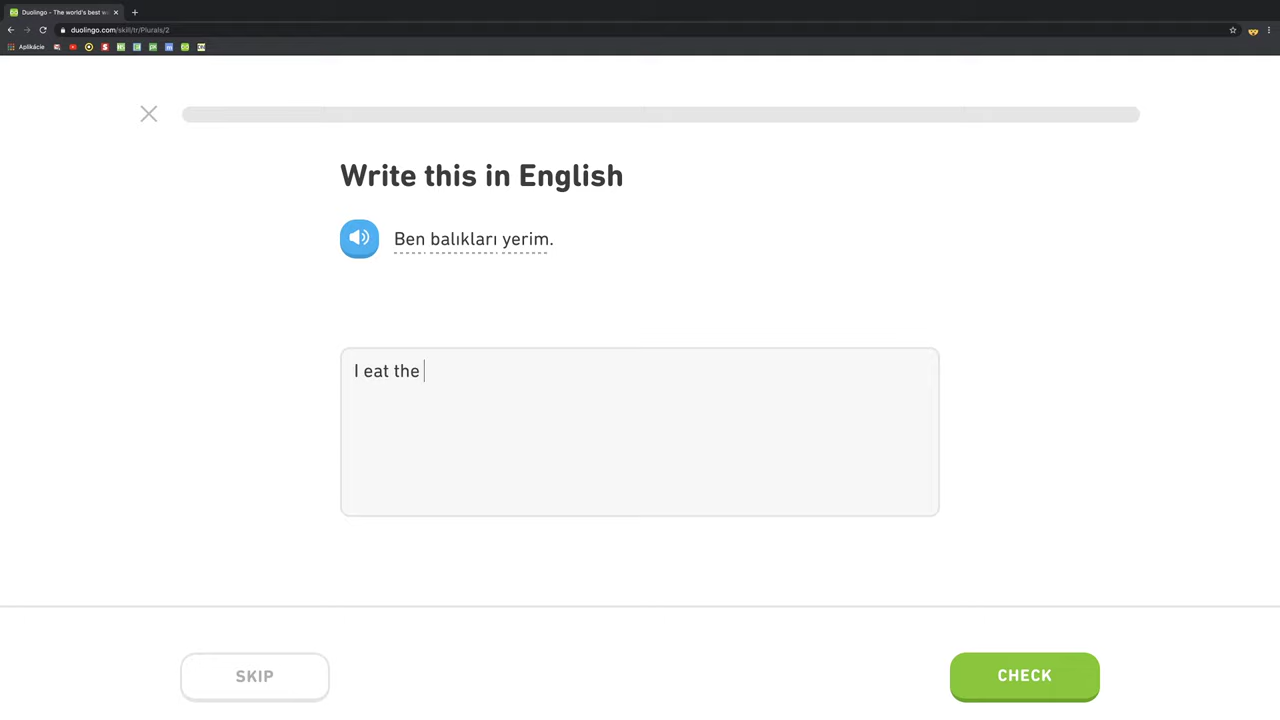 Duolingo - The world's best w
duolingo.com/skill/tr/Plurals/2
Aplikácie
Write this in English
Ben balıkları yerim.
I eat the
SKIP
CHECK